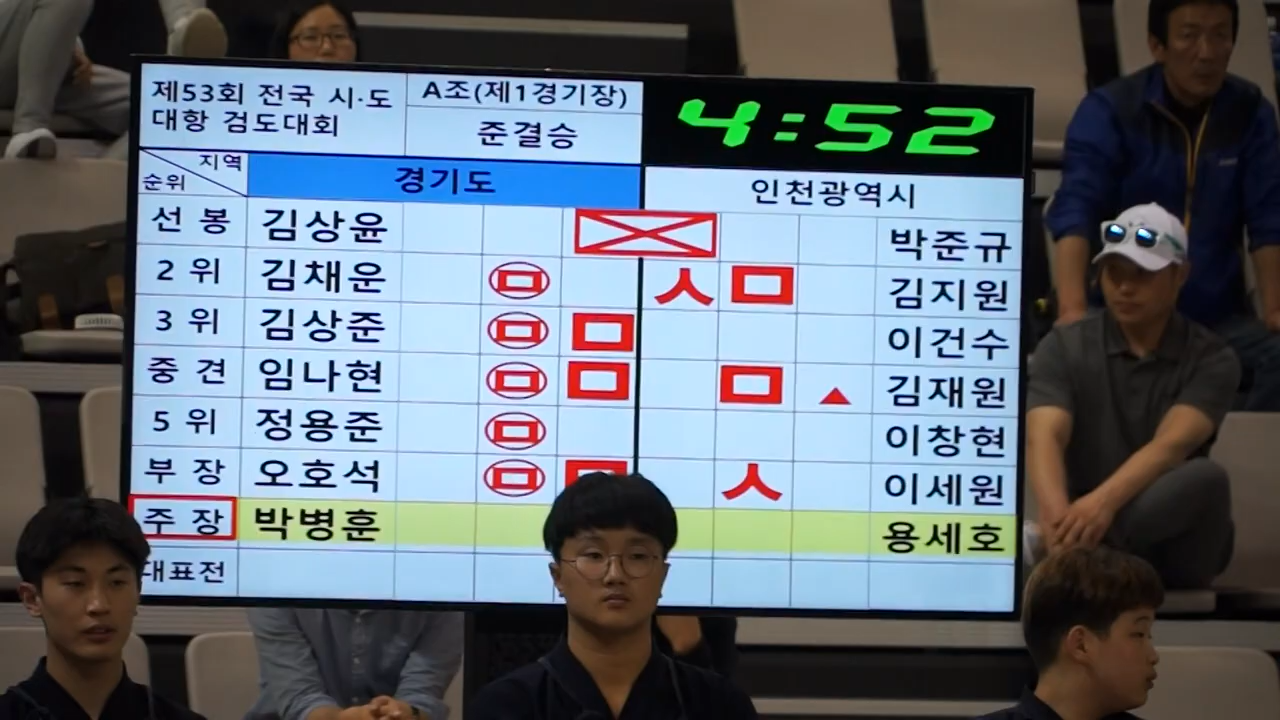 제53회 전국 시·도
대항 검도대회
A조(제1경기장)
준결승
4:52
지역
순위
경기도
인천광역시
선 봉 김상윤 박준규
2 위 김채운 ㅁ ㅅ ㅁ 김지원
3 위 김상준 ㅁ ㅁ 이건수
중 견 임나현 ㅁ ㅁ ㅁ ▲ 김재원
5 위 정용준 ㅁ 이창현
부 장 오호석 ㅁ ㅁ ㅅ 이세원
주 장 박병훈 용세호
대표전